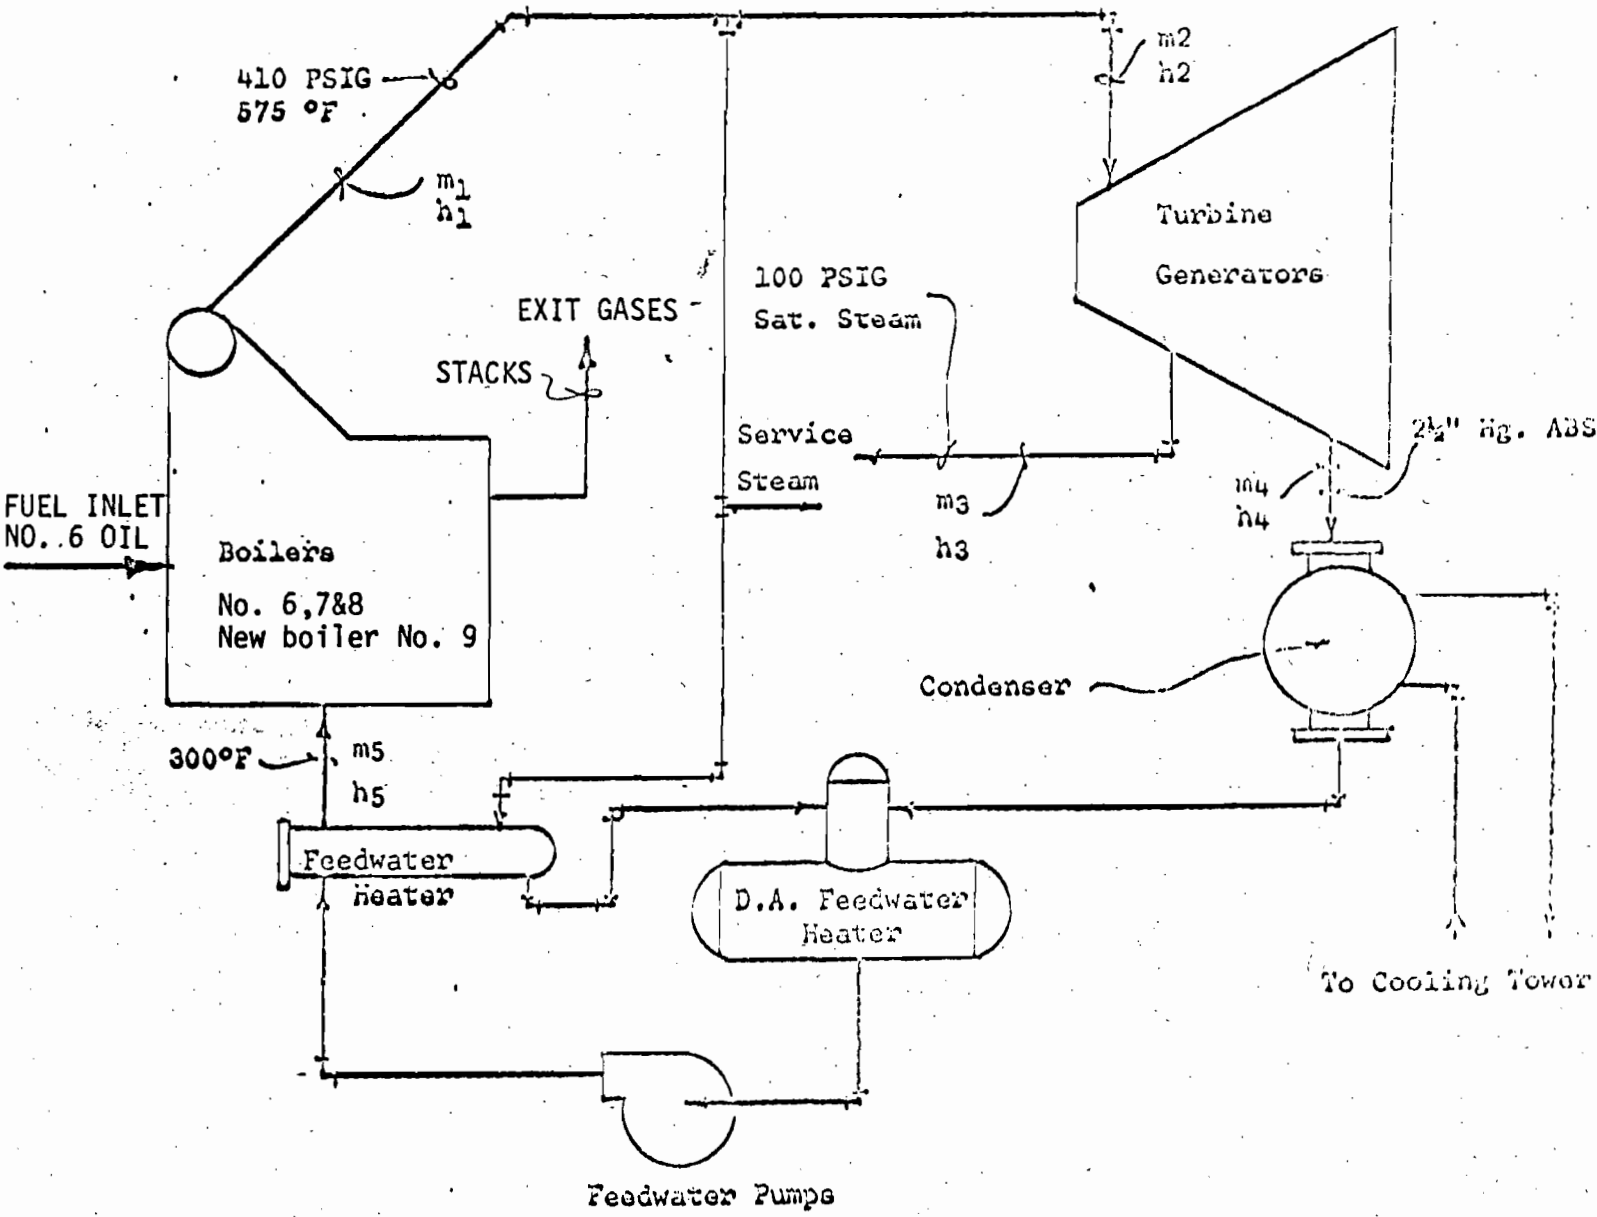 410 PSIG
575 °F
m1
h1
m2
h2
Turbine
Generators
100 PSIG
Sat. Steam
EXIT GASES
STACKS
Service
Steam
m3
h3
2½" Hg. ABS
m4
h4
FUEL INLET
NO. 6 OIL
Boilers
No. 6,7&8
New boiler No. 9
Condenser
300°F
m5
h5
Feedwater
Heater
D.A. Feedwater
Heater
To Cooling Tower
Feedwater Pumps